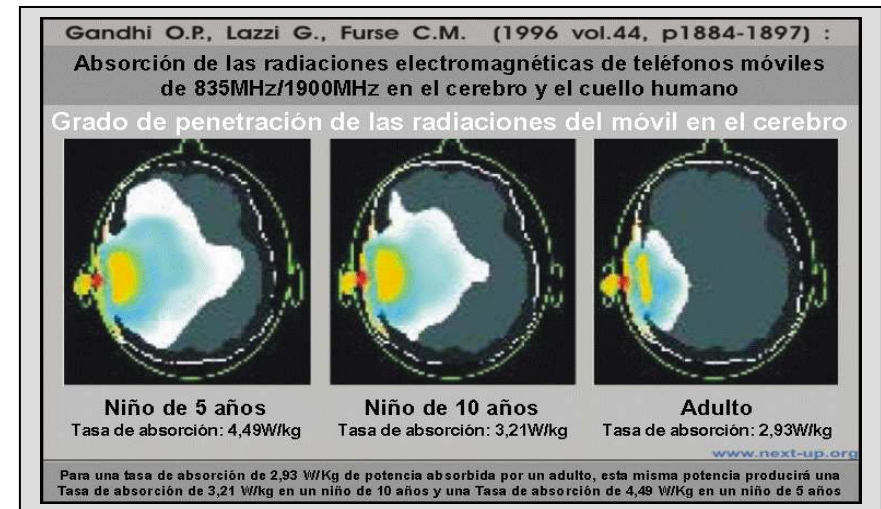 Gandhi O.P., Lazzi G., Furse C.M. (1996 vol.44, p1884-1897) :
Absorción de las radiaciones electromagnéticas de teléfonos móviles
de 835MHz/1900MHz en el cerebro y el cuello humano
Grado de penetración de las radiaciones del móvil en el cerebro
Niño de 5 años
Tasa de absorción: 4,49W/kg
Niño de 10 años
Tasa de absorción: 3,21W/kg
Adulto
Tasa de absorción: 2,93W/kg
www.next-up.org
Para una tasa de absorción de 2,93 W/Kg de potencia absorbida por un adulto, esta misma potencia producirá una
Tasa de absorción de 3,21 W/kg en un niño de 10 años y una Tasa de absorción de 4,49 W/Kg en un niño de 5 años